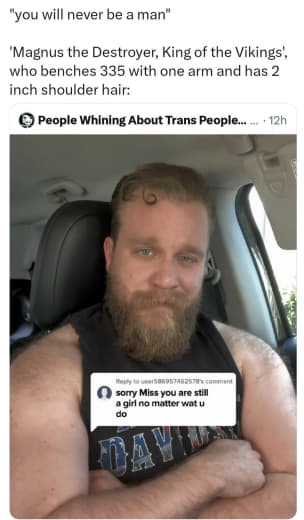 "you will never be a man"
'Magnus the Destroyer, King of the Vikings',
who benches 335 with one arm and has 2
inch shoulder hair:
People Whining About Trans People... ... · 12h
Reply to user586957462578's comment
sorry Miss you are still
a girl no matter wat u
do